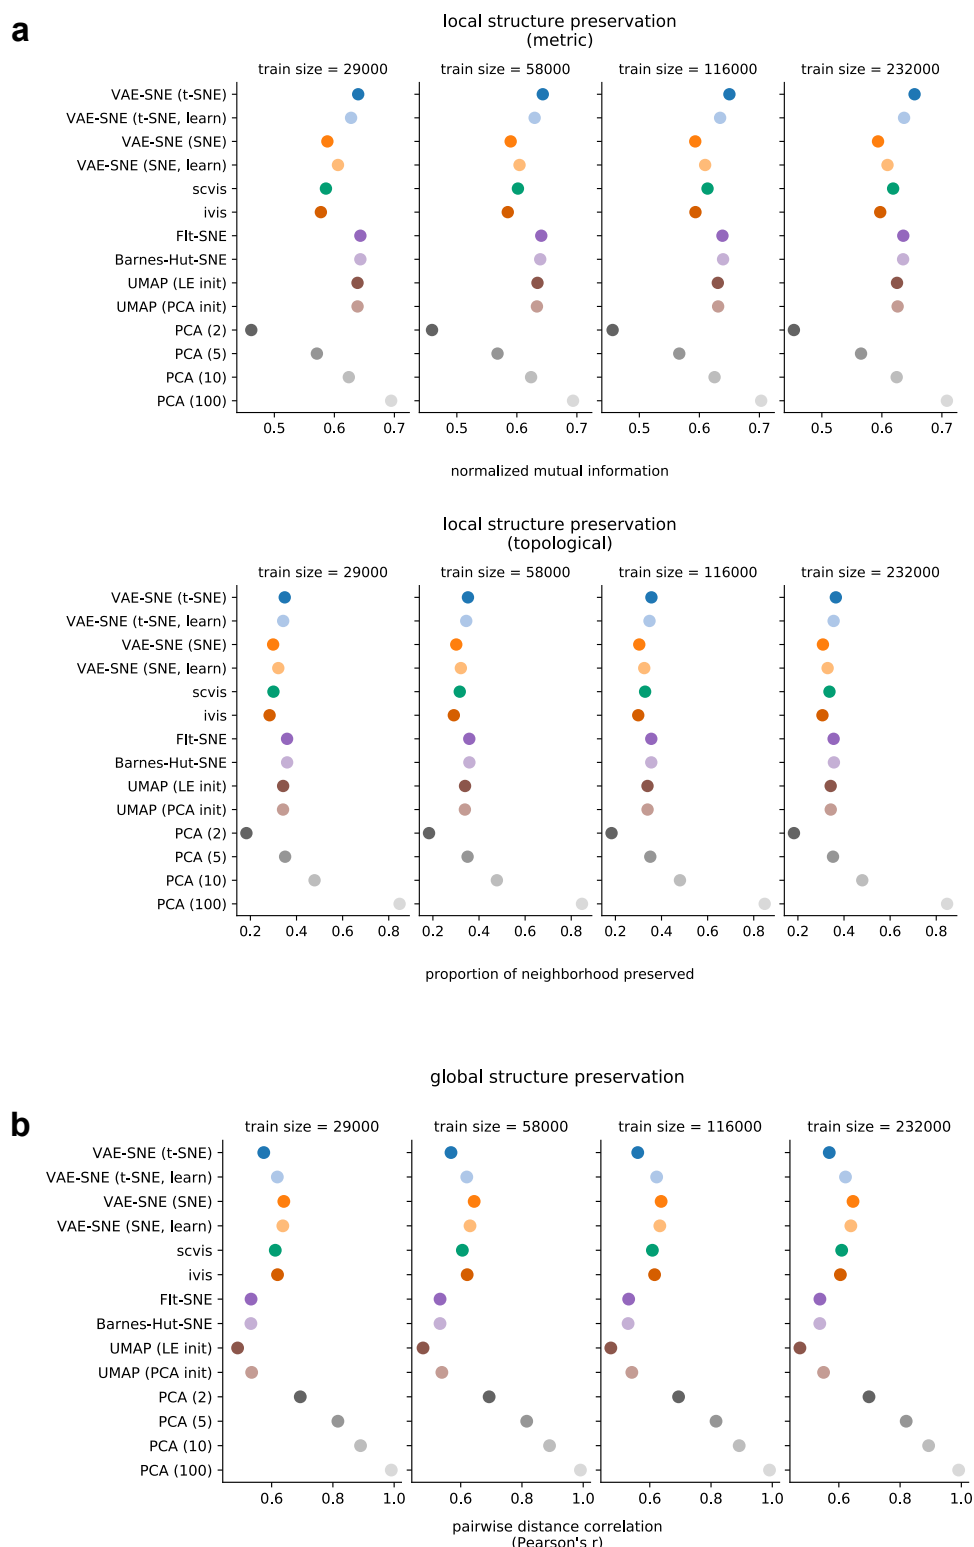 a
local structure preservation
(metric)
train size = 29000
train size = 58000
train size = 116000
train size = 232000
VAE-SNE (t-SNE)
VAE-SNE (t-SNE, learn)
VAE-SNE (SNE)
VAE-SNE (SNE, learn)
scvis
ivis
FIt-SNE
Barnes-Hut-SNE
UMAP (LE init)
UMAP (PCA init)
PCA (2)
PCA (5)
PCA (10)
PCA (100)
0.5 0.6 0.7
0.5 0.6 0.7
0.5 0.6 0.7
0.5 0.6 0.7
normalized mutual information
local structure preservation
(topological)
train size = 29000
train size = 58000
train size = 116000
train size = 232000
VAE-SNE (t-SNE)
VAE-SNE (t-SNE, learn)
VAE-SNE (SNE)
VAE-SNE (SNE, learn)
scvis
ivis
FIt-SNE
Barnes-Hut-SNE
UMAP (LE init)
UMAP (PCA init)
PCA (2)
PCA (5)
PCA (10)
PCA (100)
0.2 0.4 0.6 0.8
0.2 0.4 0.6 0.8
0.2 0.4 0.6 0.8
0.2 0.4 0.6 0.8
proportion of neighborhood preserved
global structure preservation
b
train size = 29000
train size = 58000
train size = 116000
train size = 232000
VAE-SNE (t-SNE)
VAE-SNE (t-SNE, learn)
VAE-SNE (SNE)
VAE-SNE (SNE, learn)
scvis
ivis
FIt-SNE
Barnes-Hut-SNE
UMAP (LE init)
UMAP (PCA init)
PCA (2)
PCA (5)
PCA (10)
PCA (100)
0.6 0.8 1.0
0.6 0.8 1.0
0.6 0.8 1.0
0.6 0.8 1.0
pairwise distance correlation
(Pearson's r)